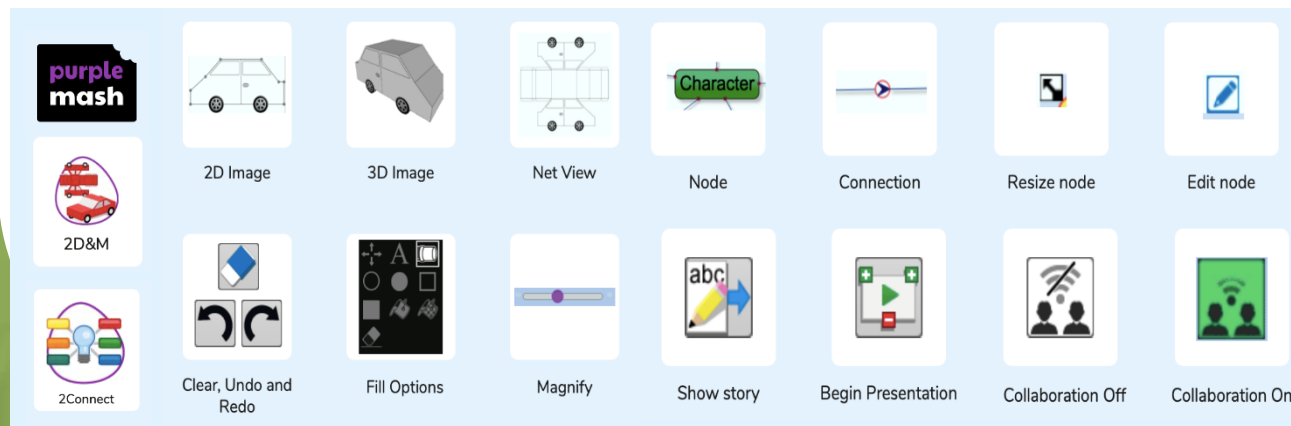 purple
mash
2D&M
2Connect
2D Image
3D Image
Net View
Character
Node
Connection
Resize node
Edit node
Clear, Undo and
Redo
A
Fill Options
Magnify
abc
Show story
Begin Presentation
Collaboration Off
Collaboration On